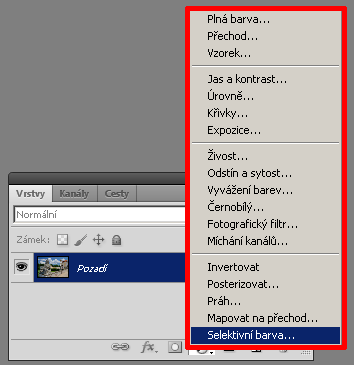 Plná barva...
Přechod...
Vzorek...
Jas a kontrast...
Úrovně...
Křivky...
Expozice...
Živost...
Odstín a sytost...
Vyvážení barev...
Černobílý...
Fotografický filtr...
Míchání kanálů...
Invertovat
Posterizovat...
Práh...
Mapovat na přechod...
Selektivní barva...
Vrstvy
Kanály
Cesty
Normální
Zámek:
Pozadí
fx